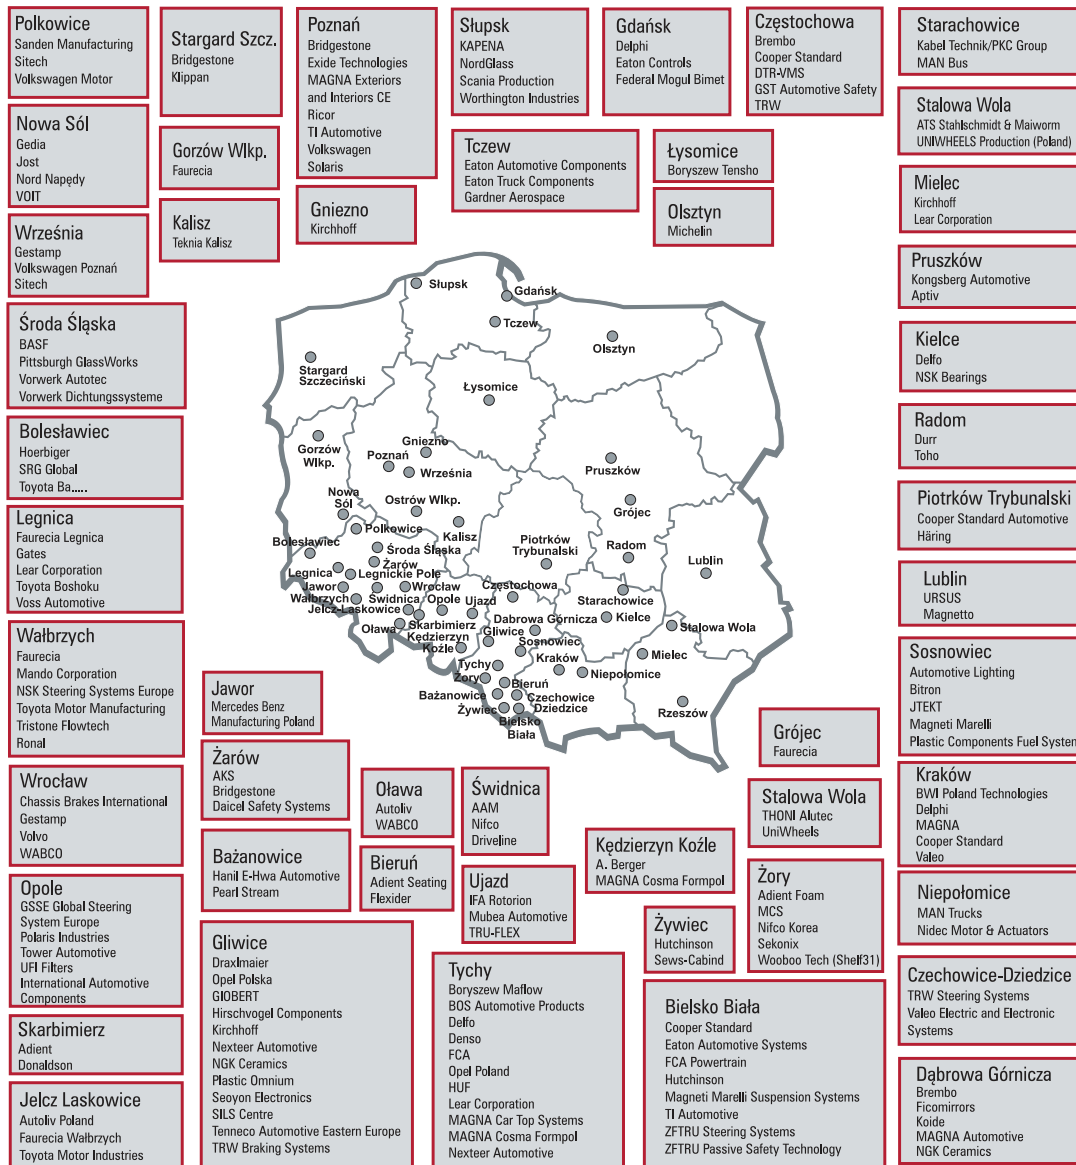 Polkowice
Sanden Manufacturing
Sitech
Volkswagen Motor
Stargard Szcz.
Bridgestone
Klippan
Poznań
Bridgestone
Exide Technologies
MAGNA Exteriors
and Interiors CE
Ricor
TI Automotive
Volkswagen
Solaris
Słupsk
KAPENA
NordGlass
Scania Production
Worthington Industries
Gdańsk
Delphi
Eaton Controls
Federal Mogul Bimet
Częstochowa
Brembo
Cooper Standard
DTR-VMS
GST Automotive Safety
TRW
Starachowice
Kabel Technik/PKC Group
MAN Bus
Nowa Sól
Gedia
Jost
Nord Napędy
VOIT
Gorzów Wlkp.
Faurecia
Tczew
Eaton Automotive Components
Eaton Truck Components
Gardner Aerospace
Łysomice
Boryszew Tensho
Stalowa Wola
ATS Stahlschmidt & Maiworm
UNIWHEELS Production (Poland)
Kalisz
Teknia Kalisz
Gniezno
Kirchhoff
Olsztyn
Michelin
Mielec
Kirchhoff
Lear Corporation
Września
Gestamp
Volkswagen Poznań
Sitech
Pruszków
Kongsberg Automotive
Aptiv
Środa Śląska
BASF
Pittsburgh GlassWorks
Vorwerk Autotec
Vorwerk Dichtungssysteme
Kielce
Delfo
NSK Bearings
Bolesławiec
Hoerbiger
SRG Global
Toyota Ba.....
Radom
Durr
Toho
Legnica
Faurecia Legnica
Gates
Lear Corporation
Toyota Boshoku
Voss Automotive
Piotrków Trybunalski
Cooper Standard Automotive
Häring
Lublin
URSUS
Magnetto
Wałbrzych
Faurecia
Mando Corporation
NSK Steering Systems Europe
Toyota Motor Manufacturing
Tristone Flowtech
Ronal
Sosnowiec
Automotive Lighting
Bitron
JTEKT
Magneti Marelli
Plastic Components Fuel System
Słupsk
Gdańsk
Tczew
Olsztyn
Stargard
Szczeciński
Łysomice
Gorzów
Wlkp.
Gniezno
Poznań
Września
Pruszków
Nowa
Sól
Ostrów Wlkp.
Grójec
Polkowice
Kalisz
Piotrków
Trybunalski
Radom
Bolesławiec
Środa Śląska
Żarów
Lublin
Legnica
Legnickie Pole
Częstochowa
Jawor
Wrocław
Starachowice
Wałbrzych
Świdnica
Opole
Ujazd
Jelcz-Laskowice
Dabrowa Górnicza
Kielce
Oława
Skarbimierz
Gliwice
Stalowa Wola
Kędzierzyn
Koźle
Sosnowiec
Tychy
Kraków
Mielec
Żory
Bieruń
Niepołomice
Bażanowice
Czechowice
Dziedzice
Żywiec
Bielsko
Biała
Rzeszów
Jawor
Mercedes Benz
Manufacturing Poland
Grójec
Faurecia
Żarów
AKS
Bridgestone
Daicel Safety Systems
Oława
Autoliv
WABCO
Świdnica
AAM
Nifco
Driveline
Stalowa Wola
THONI Alutec
UniWheels
Wrocław
Chassis Brakes International
Gestamp
Volvo
WABCO
Kraków
BWI Poland Technologies
Delphi
MAGNA
Cooper Standard
Valeo
Bażanowice
Hanil E-Hwa Automotive
Pearl Stream
Bieruń
Adient Seating
Flexider
Ujazd
IFA Rotorion
Mubea Automotive
TRU-FLEX
Kędzierzyn Koźle
A. Berger
MAGNA Cosma Formpol
Żory
Adient Foam
MCS
Nifco Korea
Sekonix
Wooboo Tech (Shelf31)
Opole
GSSE Global Steering
System Europe
Polaris Industries
Tower Automotive
UFI Filters
International Automotive
Components
Niepołomice
MAN Trucks
Nidec Motor & Actuators
Żywiec
Hutchinson
Sews-Cabind
Gliwice
Draxlmaier
Opel Polska
GIOBERT
Hirschvogel Components
Kirchhoff
Nexteer Automotive
NGK Ceramics
Plastic Omnium
Seoyon Electronics
SILS Centre
Tenneco Automotive Eastern Europe
TRW Braking Systems
Tychy
Boryszew Maflow
BOS Automotive Products
Delfo
Denso
FCA
Opel Poland
HUF
Lear Corporation
MAGNA Car Top Systems
MAGNA Cosma Formpol
Nexteer Automotive
Bielsko Biała
Cooper Standard
Eaton Automotive Systems
FCA Powertrain
Hutchinson
Magneti Marelli Suspension Systems
TI Automotive
ZFTRU Steering Systems
ZFTRU Passive Safety Technology
Czechowice-Dziedzice
TRW Steering Systems
Valeo Electric and Electronic
Systems
Skarbimierz
Adient
Donaldson
Dąbrowa Górnicza
Brembo
Ficomirrors
Koide
MAGNA Automotive
NGK Ceramics
Jelcz Laskowice
Autoliv Poland
Faurecia Wałbrzych
Toyota Motor Industries